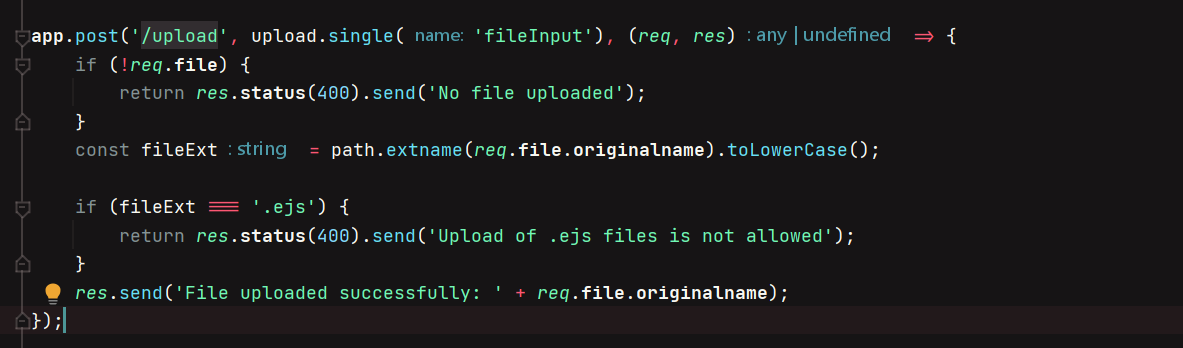 app.post('/upload', upload.single( name: 'fileInput'), (req, res) : any | undefined => {
if (!req.file) {
return res.status(400).send('No file uploaded');
}
const fileExt : string = path.extname(req.file.originalname).toLowerCase();
if (fileExt === '.ejs') {
return res.status(400).send('Upload of .ejs files is not allowed');
}
res.send('File uploaded successfully: ' + req.file.originalname);
});